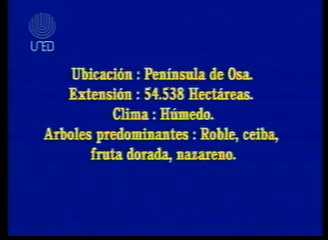 UNED
Ubicación : Península de Osa.
Extensión : 54.538 Hectáreas.
Clima : Húmedo.
Arboles predominantes : Roble, ceiba,
fruta dorada, nazareno.